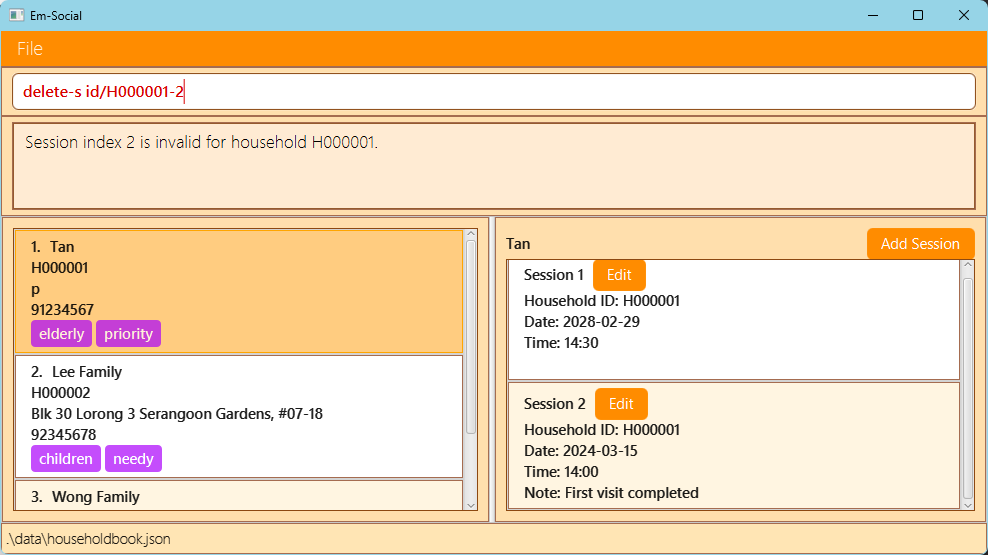 Em-Social
File
delete-s id/H000001-2
Session index 2 is invalid for household H000001.
1. Tan
H000001
p
91234567
elderly priority
2. Lee Family
H000002
Blk 30 Lorong 3 Serangoon Gardens, #07-18
92345678
children needy
3. Wong Family
Tan Add Session
Session 1 Edit
Household ID: H000001
Date: 2028-02-29
Time: 14:30
Session 2 Edit
Household ID: H000001
Date: 2024-03-15
Time: 14:00
Note: First visit completed
.\data\householdbook.json